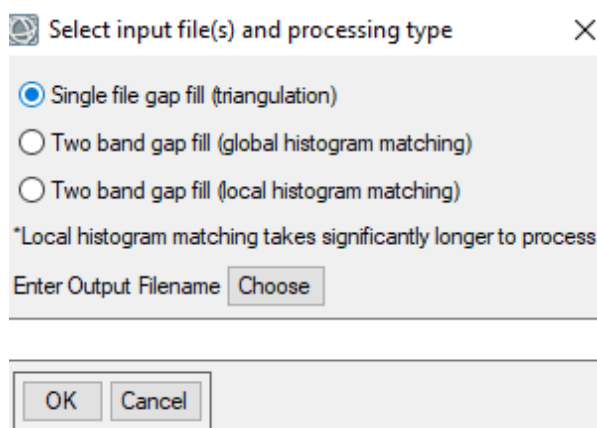 Select input file(s) and processing type
Single file gap fill (triangulation)
Two band gap fill (global histogram matching)
Two band gap fill (local histogram matching)
*Local histogram matching takes significantly longer to process
Enter Output Filename Choose
OK Cancel